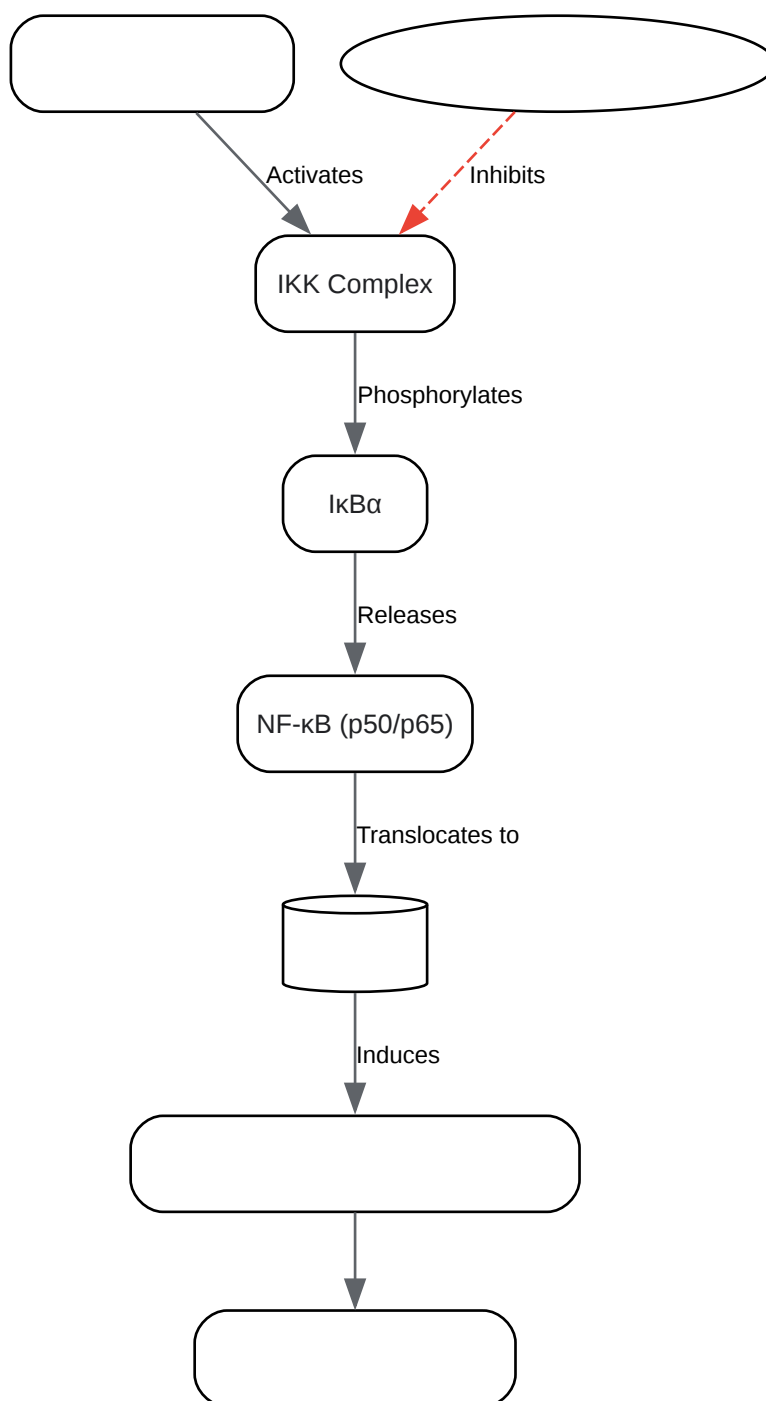 Activates
Inhibits
IKK Complex
Phosphorylates
IκBα
Releases
NF-κB (p50/p65)
Translocates to
Induces